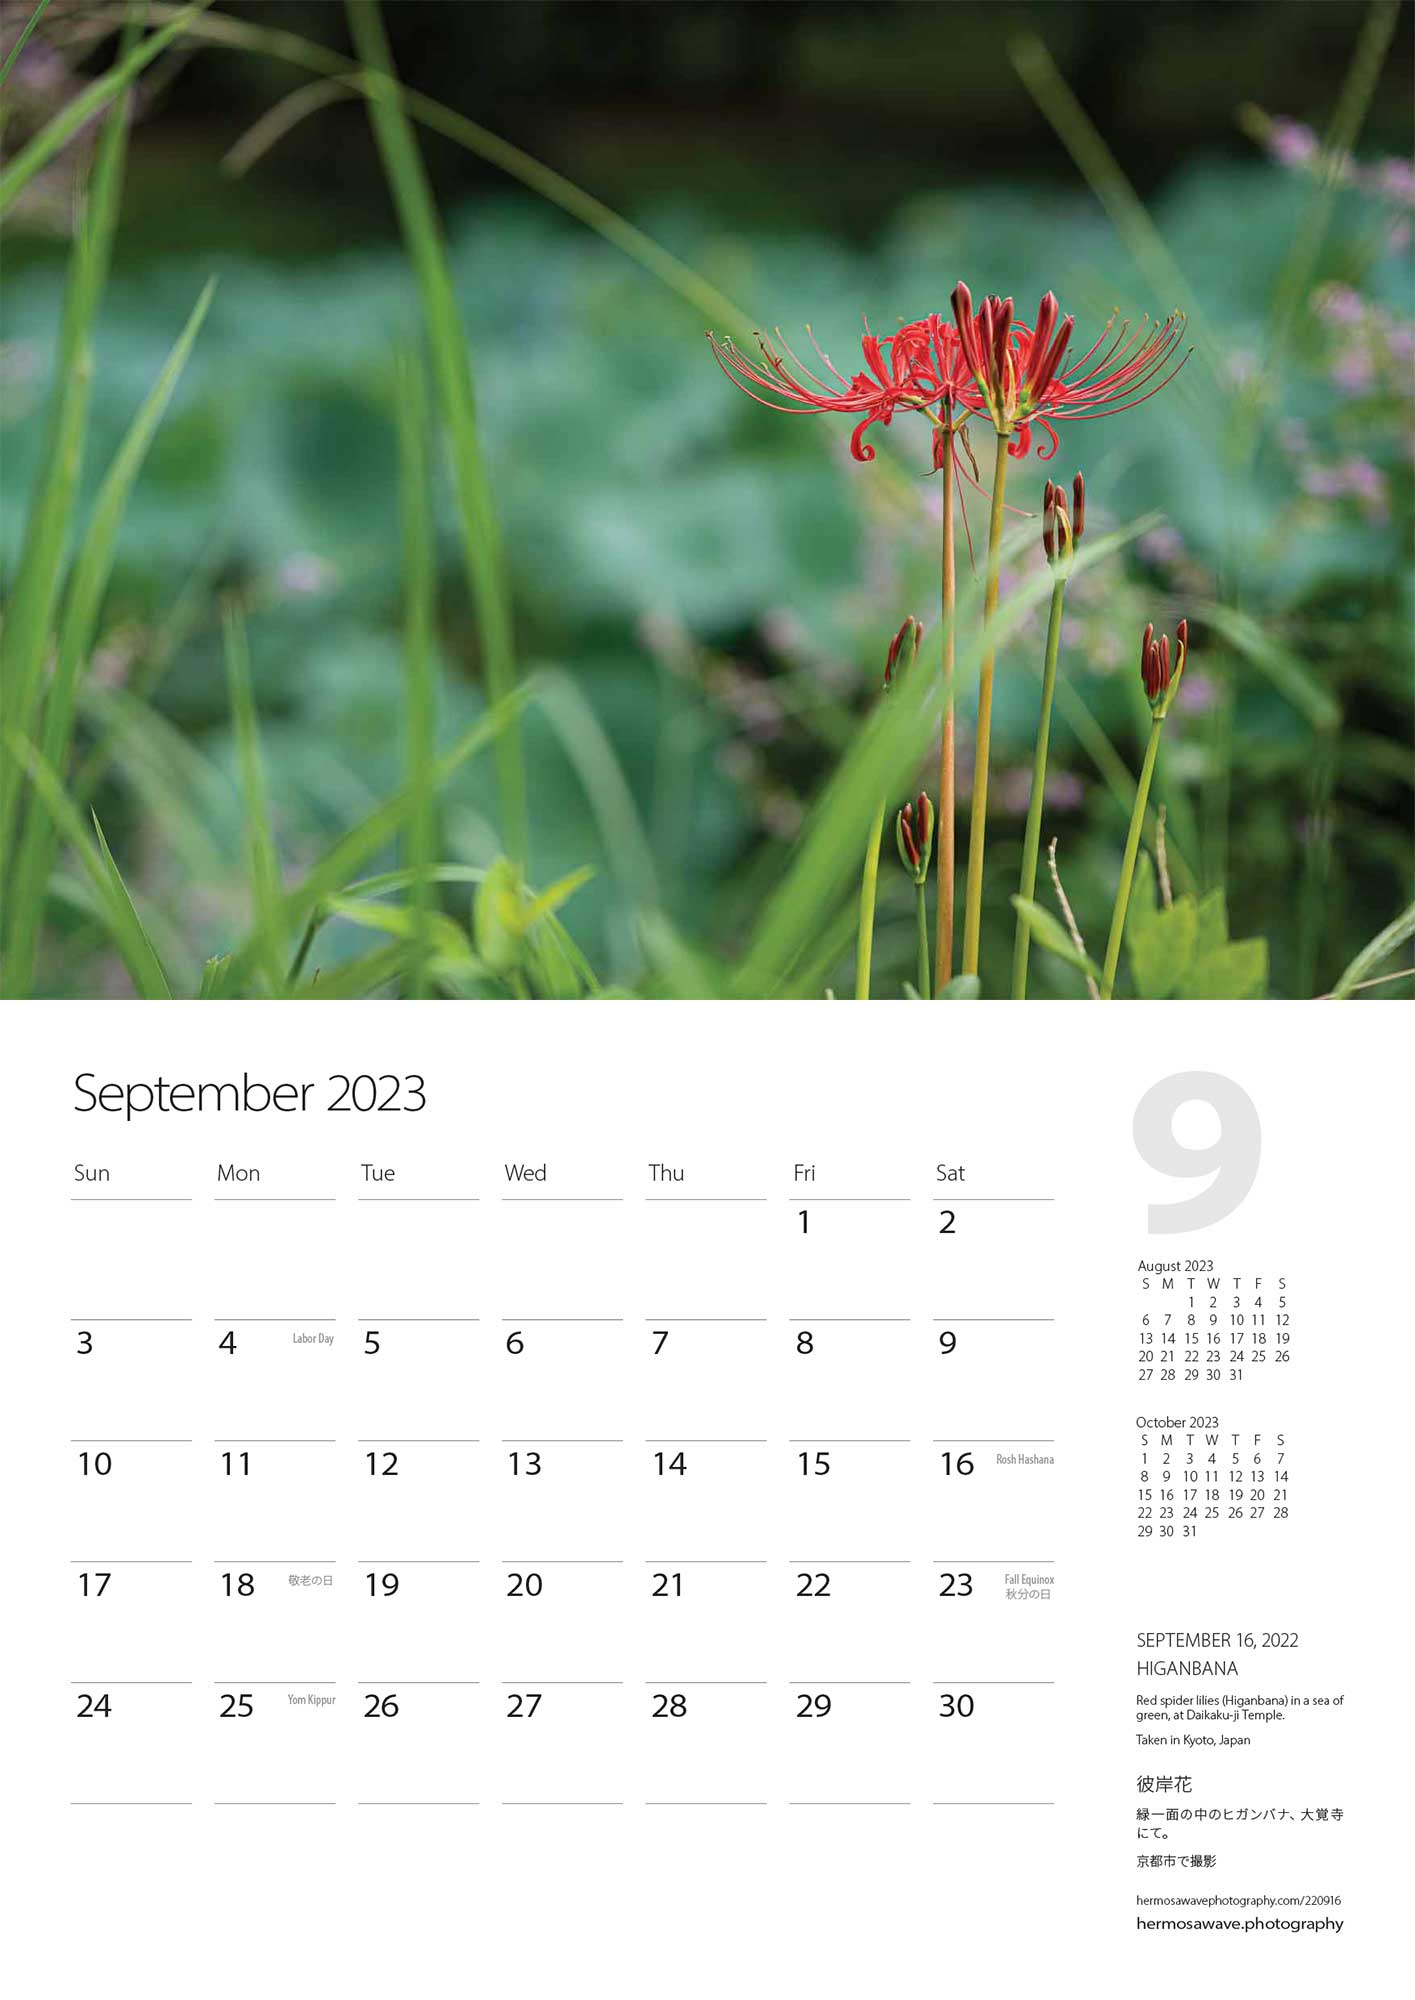 September 2023
9
Sun Mon Tue Wed Thu Fri Sat
1 2
3 4 Labor Day 5 6 7 8 9
10 11 12 13 14 15 16 Rosh Hashana
17 18 敬老の日 19 20 21 22 23 Fall Equinox
秋分の日
24 25 Yom Kippur 26 27 28 29 30
August 2023
S M T W T F S
1 2 3 4 5
6 7 8 9 10 11 12
13 14 15 16 17 18 19
20 21 22 23 24 25 26
27 28 29 30 31
October 2023
S M T W T F S
1 2 3 4 5 6 7
8 9 10 11 12 13 14
15 16 17 18 19 20 21
22 23 24 25 26 27 28
29 30 31
SEPTEMBER 16, 2022
HIGANBANA
Red spider lilies (Higanbana) in a sea of
green, at Daikaku-ji Temple.
Taken in Kyoto, Japan
彼岸花
緑一面の中のヒガンバナ、大覚寺
にて。
京都市で撮影
hermosawavephotography.com/220916
hermosawave.photography